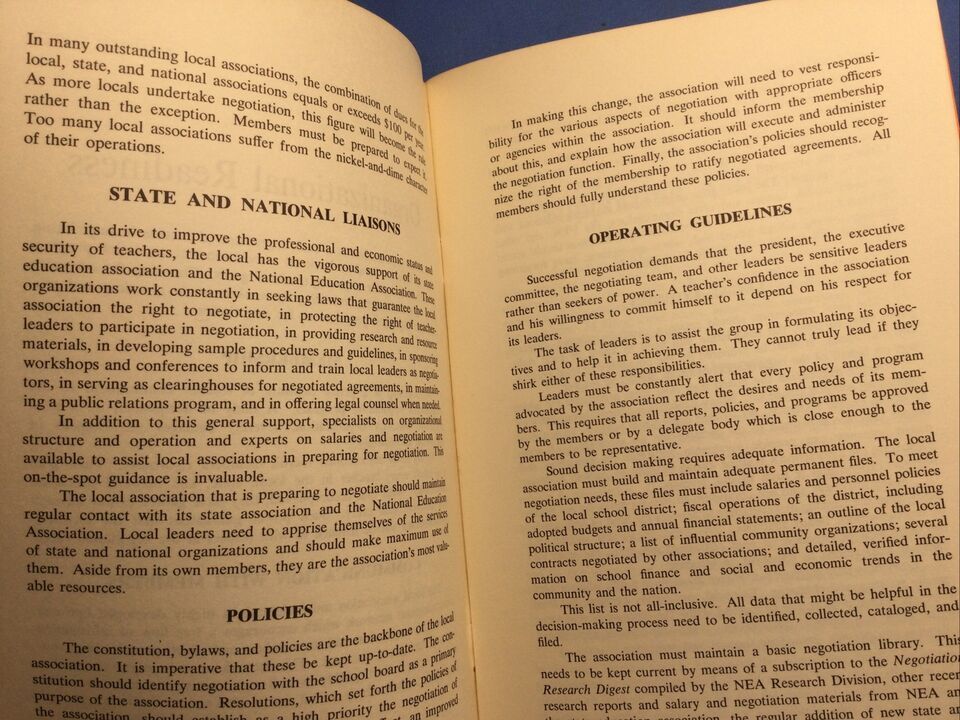 In many outstanding local associations, the combination of dues for the
local, state, and national associations equals or exceeds $100 per year.
As more locals undertake negotiation, this figure will become the rule
rather than the exception. Members must be prepared to expect it.
Too many local associations suffer from the nickel-and-dime character
of their operations.
STATE AND NATIONAL LIAISONS
In its drive to improve the professional and economic status and
security of teachers, the local has the vigorous support of its state
education association and the National Education Association. These
organizations work constantly in seeking laws that guarantee the local
association the right to negotiate, in protecting the right of teacher-
leaders to participate in negotiation, in providing research and resource
materials, in developing sample procedures and guidelines, in sponsoring
workshops and conferences to inform and train local leaders as negotia-
tors, in serving as clearinghouses for negotiated agreements, in maintain-
ing a public relations program, and in offering legal counsel when needed.
In addition to this general support, specialists on organizational
structure and operation and experts on salaries and negotiation are
available to assist local associations in preparing for negotiation. This
on-the-spot guidance is invaluable.
The local association that is preparing to negotiate should maintain
regular contact with its state association and the National Education
Association. Local leaders need to apprise themselves of the services
of state and national organizations and should make maximum use of
them. Aside from its own members, they are the association's most valu-
able resources.
POLICIES
The constitution, bylaws, and policies are the backbone of the local
association. It is imperative that these be kept up-to-date. The con-
stitution should identify negotiation with the school board as a primary
purpose of the association. Resolutions, which set forth the policies of
the association, should establish as a high priority the negotiation of
an improved
In making this change, the association will need to vest responsi-
bility for the various aspects of negotiation with appropriate officers
or agencies within the association. It should inform the membership
about this, and explain how the association will execute and administer
the negotiation function. Finally, the association's policies should recog-
nize the right of the membership to ratify negotiated agreements. All
members should fully understand these policies.
OPERATING GUIDELINES
Successful negotiation demands that the president, the executive
committee, the negotiating team, and other leaders be sensitive leaders
rather than seekers of power. A teacher's confidence in the association
and his willingness to commit himself to it depend on his respect for
its leaders.
The task of leaders is to assist the group in formulating its objec-
tives and to help it in achieving them. They cannot truly lead if they
shirk either of these responsibilities.
Leaders must be constantly alert that every policy and program
advocated by the association reflect the desires and needs of its mem-
bers. This requires that all reports, policies, and programs be approved
by the members or by a delegate body which is close enough to the
members to be representative.
Sound decision making requires adequate information. The local
association must build and maintain adequate permanent files. To meet
negotiation needs, these files must include salaries and personnel policies
of the local school district; fiscal operations of the district, including
adopted budgets and annual financial statements; an outline of the local
political structure; a list of influential community organizations; several
contracts negotiated by other associations; and detailed, verified infor-
mation on school finance and social and economic trends in the
community and the nation.
This list is not all-inclusive. All data that might be helpful in the
decision-making process need to be identified, collected, cataloged, and
filed.
The association must maintain a basic negotiation library. This
needs to be kept current by means of a subscription to the Negotiation
Research Digest compiled by the NEA Research Division, other recent
research reports and salary and negotiation materials from NEA and
association, the regular addition of new state